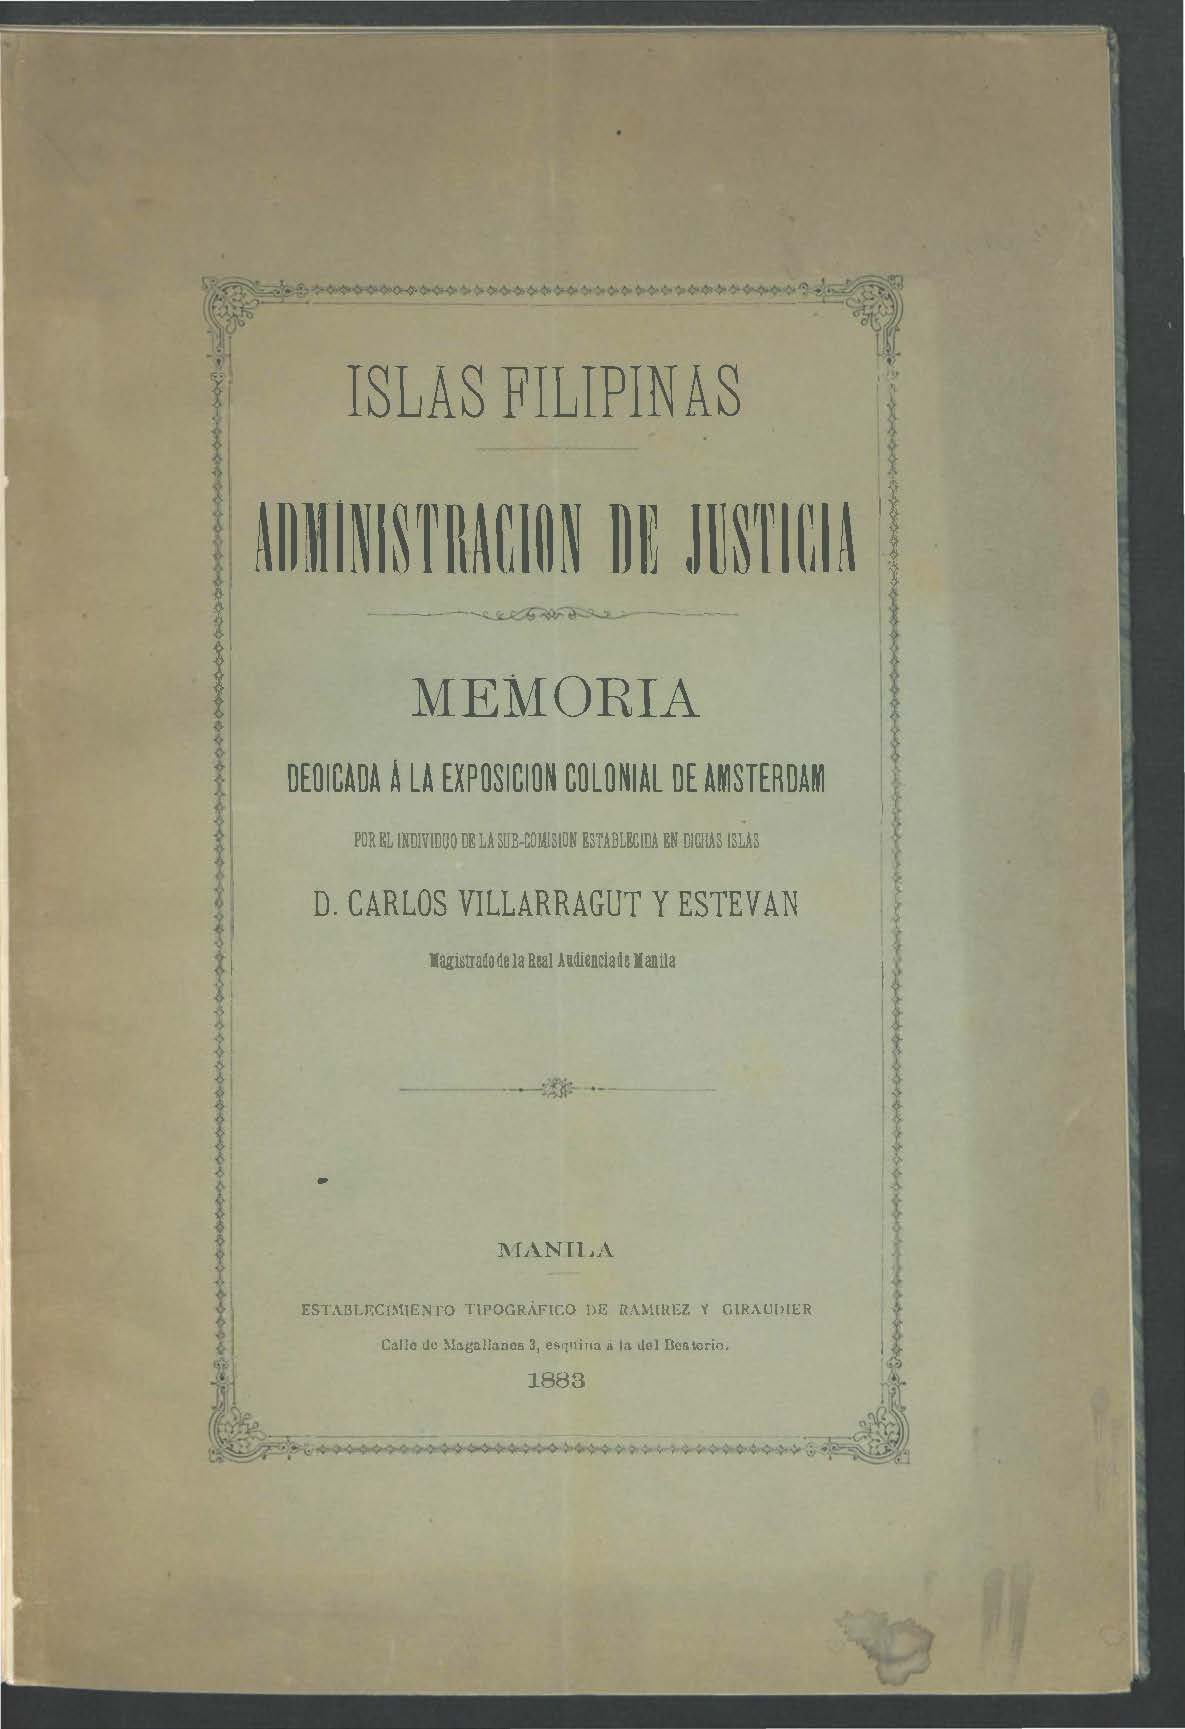 ISLAS FILIPINAS
ADMINISTRACION DE JUSTICIA
MEMORIA
DEDICADA Á LA EXPOSICION COLONIAL DE AMSTERDAM
POR EL INDIVIDUO DE LA SUB-COMISION ESTABLECIDA EN DICHAS ISLAS
D. CARLOS VILLARRAGUT Y ESTEVAN
Magistrado de la Real Audiencia de Manila
MANILA
ESTABLECIMIENTO TIPOGRÁFICO DE RAMIREZ Y GIRAUDIER
Calle de Magallanes 3, esquina á la del Beaterio.
1883